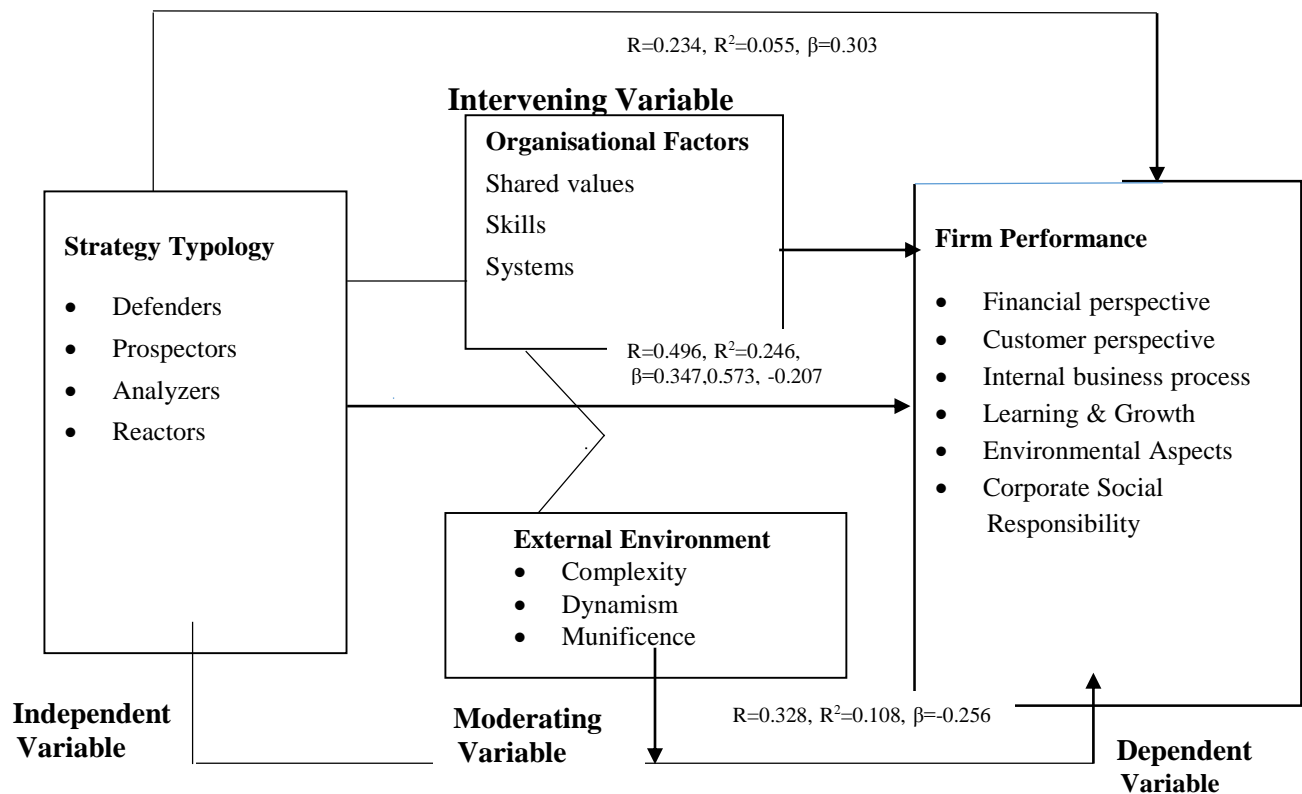 R=0.234, R²=0.055, β=0.303
Intervening Variable
Organisational Factors
Shared values
Skills
Systems
Strategy Typology
• Defenders
• Prospectors
• Analyzers
• Reactors
Firm Performance
• Financial perspective
• Customer perspective
• Internal business process
• Learning & Growth
• Environmental Aspects
• Corporate Social
Responsibility
R=0.496, R²=0.246,
β=0.347,0.573, -0.207
External Environment
• Complexity
• Dynamism
• Munificence
Independent
Variable
Moderating
Variable
R=0.328, R²=0.108, β=-0.256
Dependent
Variable